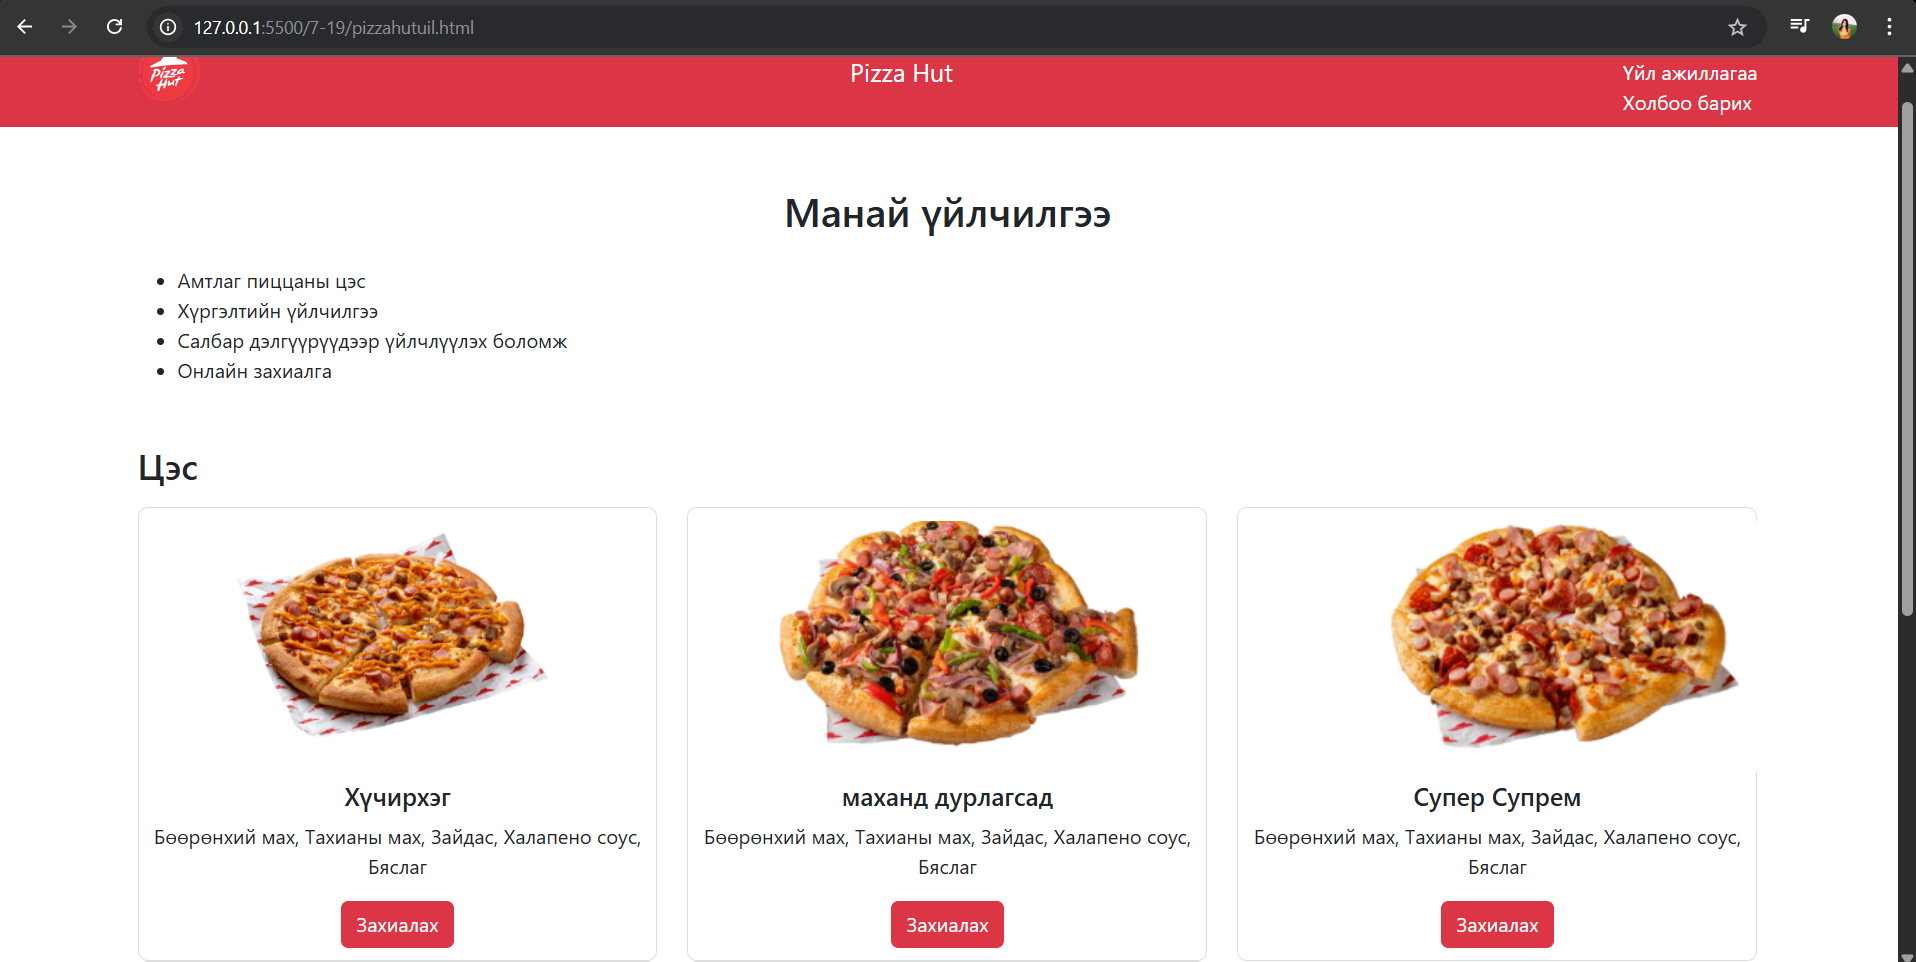 127.0.0.1:5500/7-19/pizzahutuil.html
Pizza
Hut
Pizza Hut
Үйл ажиллагаа
Холбоо барих
Манай үйлчилгээ
Амтлаг пиццаны цэс
Хүргэлтийн үйлчилгээ
Салбар дэлгүүрүүдээр үйлчлүүлэх боломж
Онлайн захиалга
Цэс
Хүчирхэг
Бөөрөнхий мах, Тахианы мах, Зайдас, Халапено соус,
Бяслаг
Захиалах
маханд дурлагсад
Бөөрөнхий мах, Тахианы мах, Зайдас, Халапено соус,
Бяслаг
Захиалах
Супер Супрем
Бөөрөнхий мах, Тахианы мах, Зайдас, Халапено соус,
Бяслаг
Захиалах